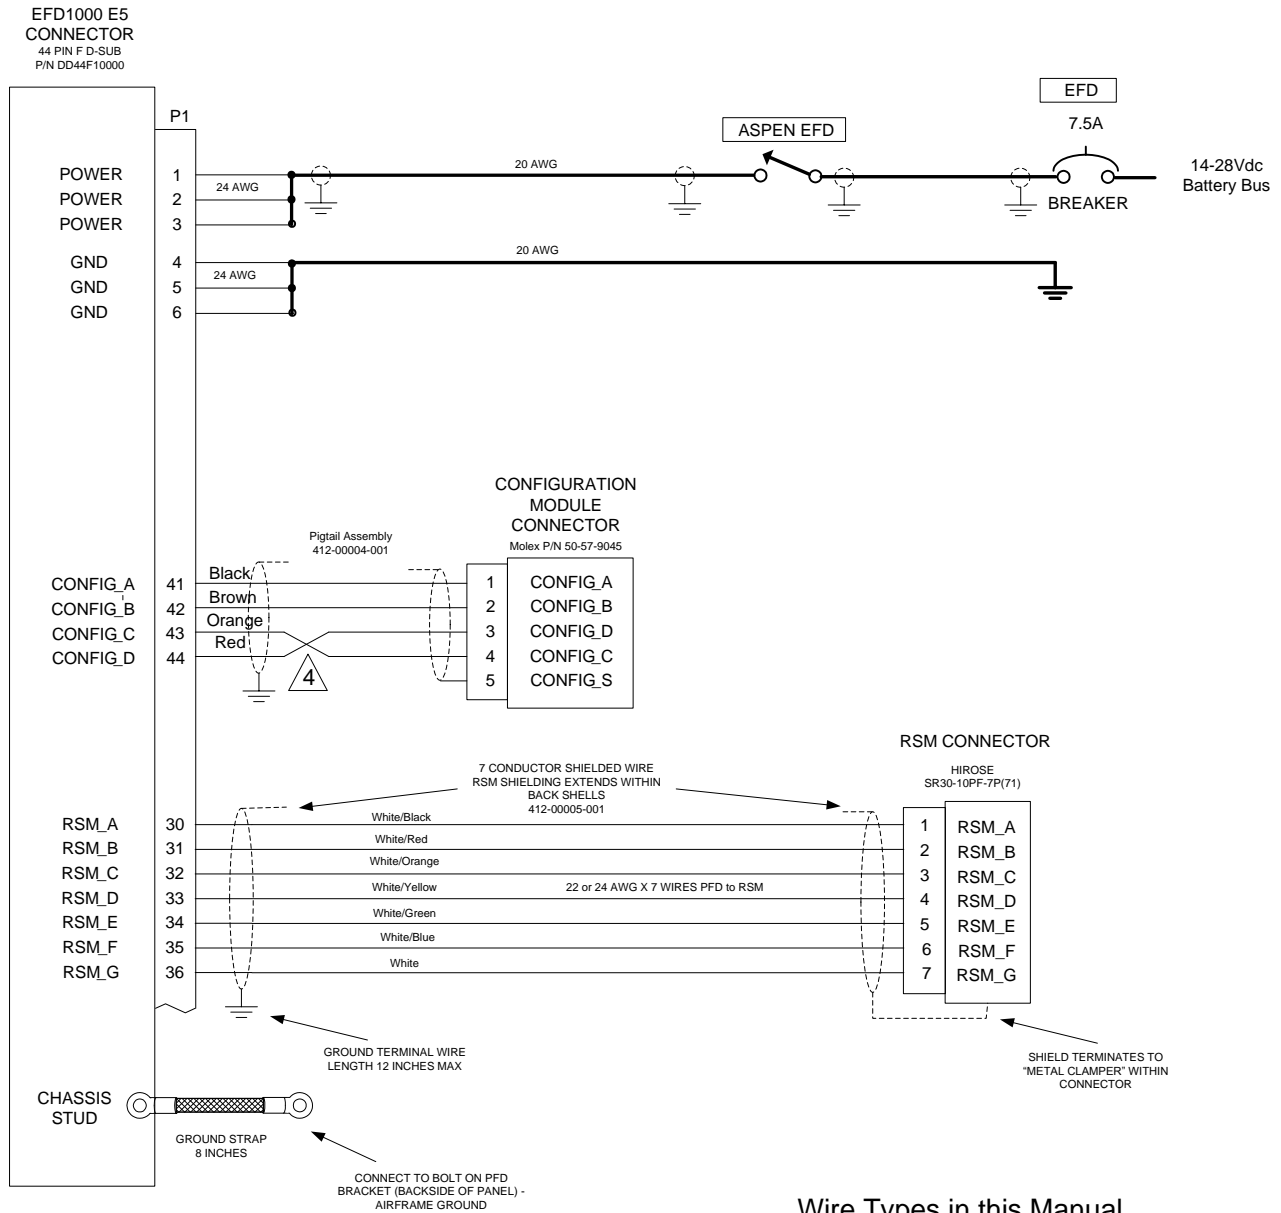 EFD1000 E5
CONNECTOR
44 PIN F D-SUB
P/N DD44F10000
P1
POWER 1
POWER 2
POWER 3
24 AWG
20 AWG
ASPEN EFD
EFD
7.5A
BREAKER
14-28Vdc
Battery Bus
GND 4
GND 5
GND 6
24 AWG
20 AWG
CONFIGURATION
MODULE
CONNECTOR
Molex P/N 50-57-9045
Pigtail Assembly
412-00004-001
CONFIG_A 41 Black 1 CONFIG_A
CONFIG_B 42 Brown 2 CONFIG_B
CONFIG_C 43 Orange 3 CONFIG_D
CONFIG_D 44 Red 4 CONFIG_C
5 CONFIG_S
4
RSM CONNECTOR
HIROSE
SR30-10PF-7P(71)
7 CONDUCTOR SHIELDED WIRE
RSM SHIELDING EXTENDS WITHIN
BACK SHELLS
412-00005-001
RSM_A 30 White/Black 1 RSM_A
RSM_B 31 White/Red 2 RSM_B
RSM_C 32 White/Orange 3 RSM_C
RSM_D 33 White/Yellow 22 or 24 AWG X 7 WIRES PFD to RSM 4 RSM_D
RSM_E 34 White/Green 5 RSM_E
RSM_F 35 White/Blue 6 RSM_F
RSM_G 36 White 7 RSM_G
GROUND TERMINAL WIRE
LENGTH 12 INCHES MAX
SHIELD TERMINATES TO
"METAL CLAMPER" WITHIN
CONNECTOR
CHASSIS
STUD
GROUND STRAP
8 INCHES
CONNECT TO BOLT ON PFD
BRACKET (BACKSIDE OF PANEL) -
AIRFRAME GROUND
Wire Types in this Manual